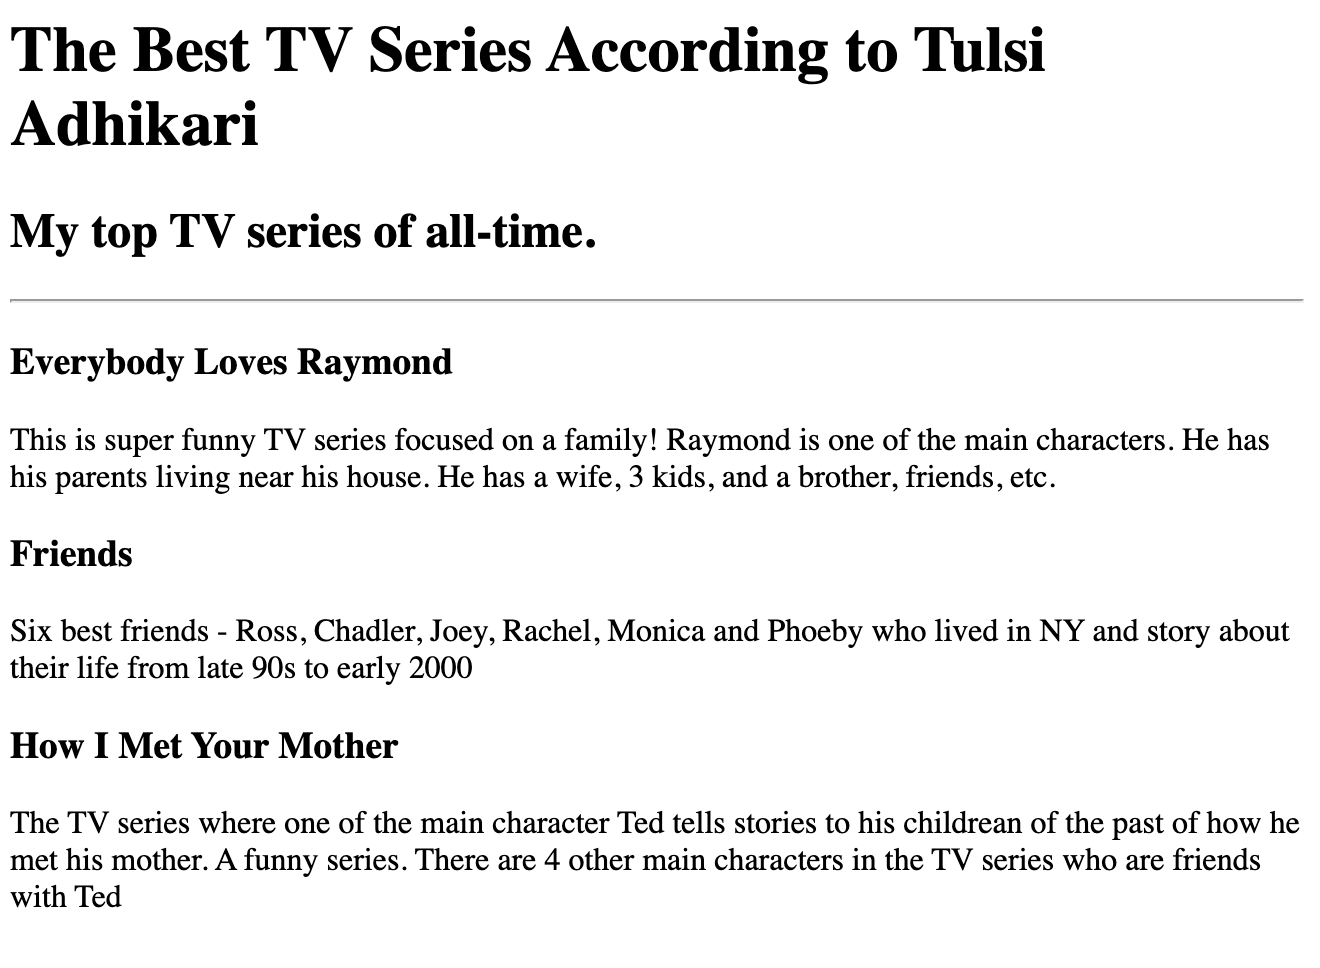 The Best TV Series According to Tulsi
Adhikari
My top TV series of all-time.
Everybody Loves Raymond
This is super funny TV series focused on a family! Raymond is one of the main characters. He has
his parents living near his house. He has a wife, 3 kids, and a brother, friends, etc.
Friends
Six best friends - Ross, Chadler, Joey, Rachel, Monica and Phoeby who lived in NY and story about
their life from late 90s to early 2000
How I Met Your Mother
The TV series where one of the main character Ted tells stories to his childrean of the past of how he
met his mother. A funny series. There are 4 other main characters in the TV series who are friends
with Ted